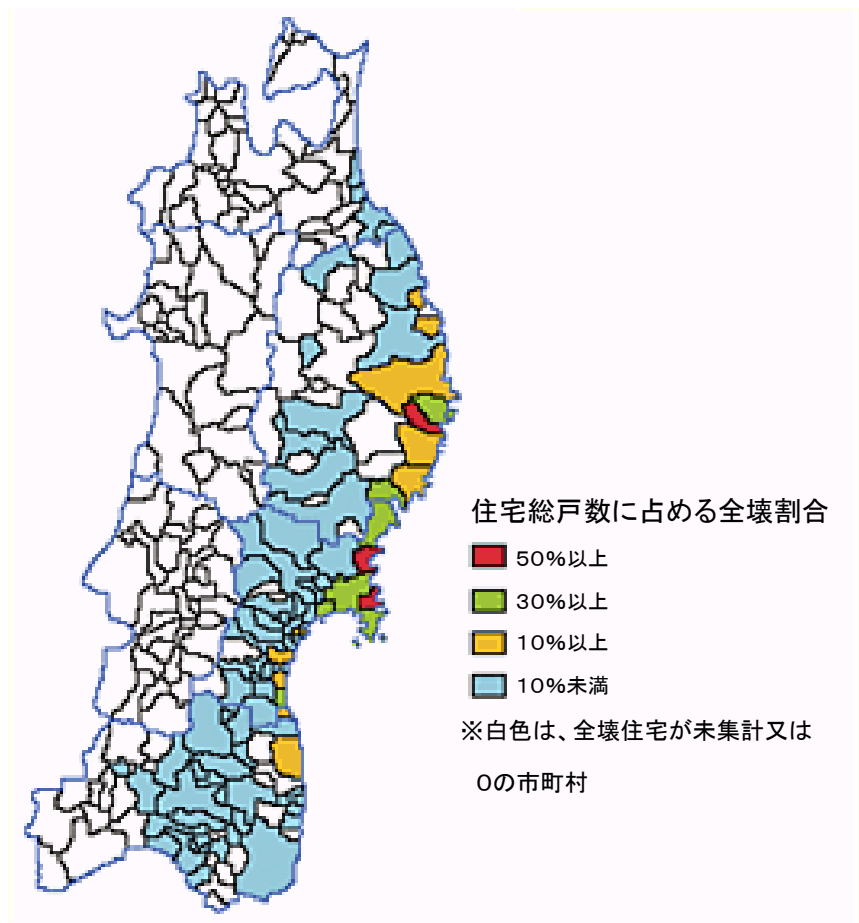 住宅総戸数に占める全壊割合
50%以上
30%以上
10%以上
10%未満
※白色は、全壊住宅が未集計又は
0の市町村